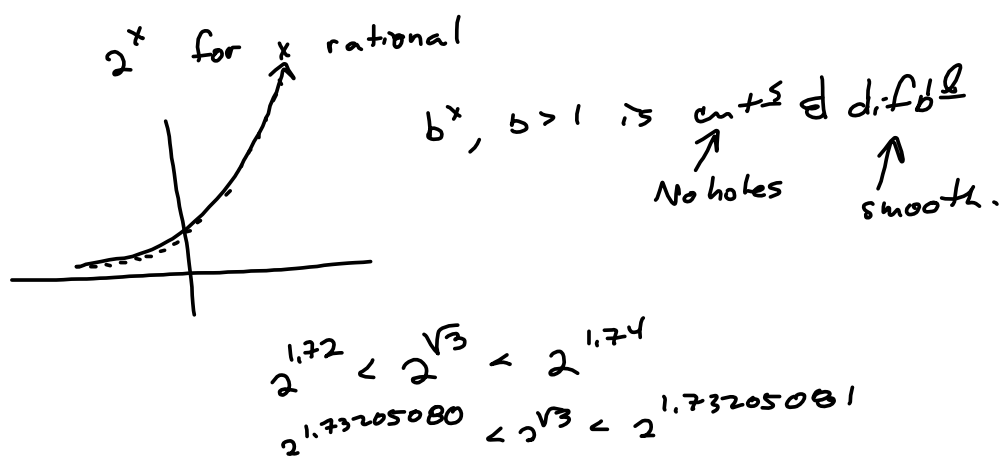 2^x for x rational
b^x, b > 1 is cnts & difbl
No holes
smooth.
2^1.72 < 2^√3 < 2^1.74
2^1.73205080 < 2^√3 < 2^1.73205081